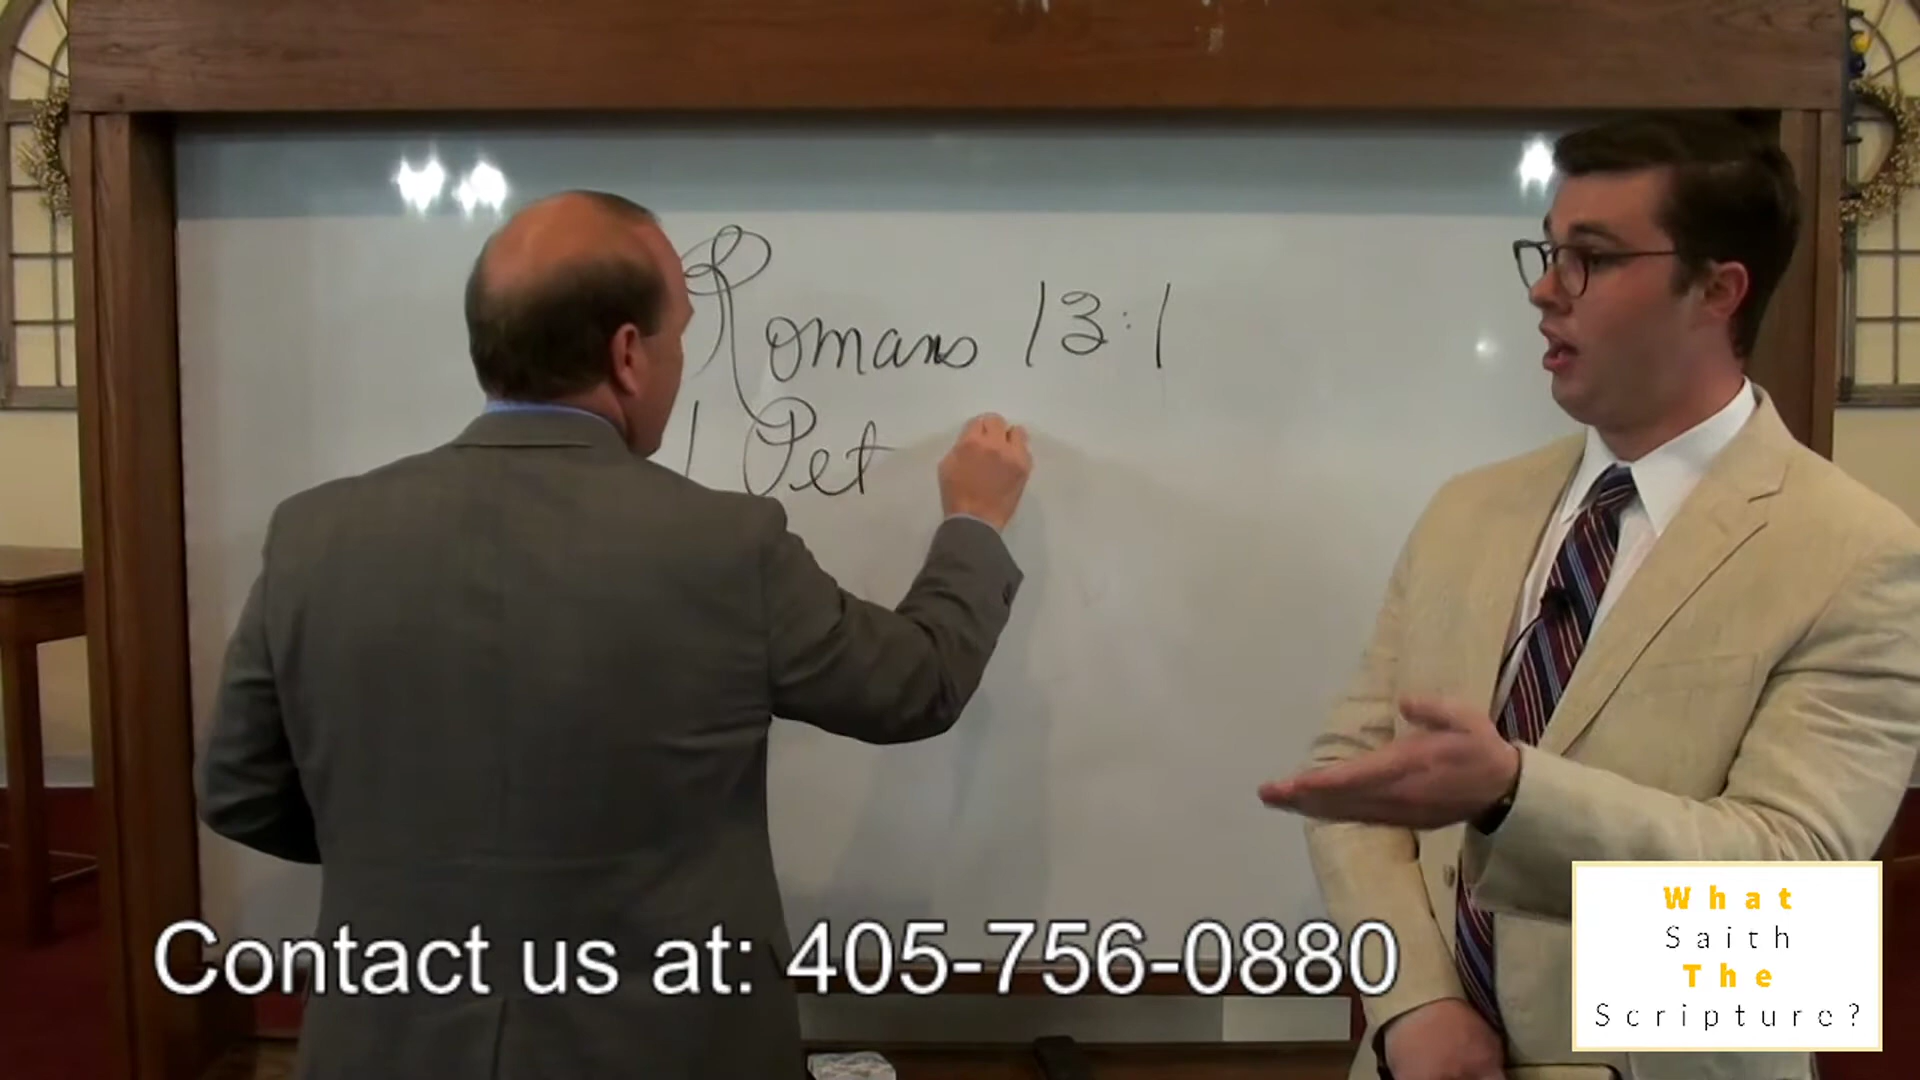 Romans 13:1
1 Pet
Contact us at: 405-756-0880
What
Saith
The
Scripture?